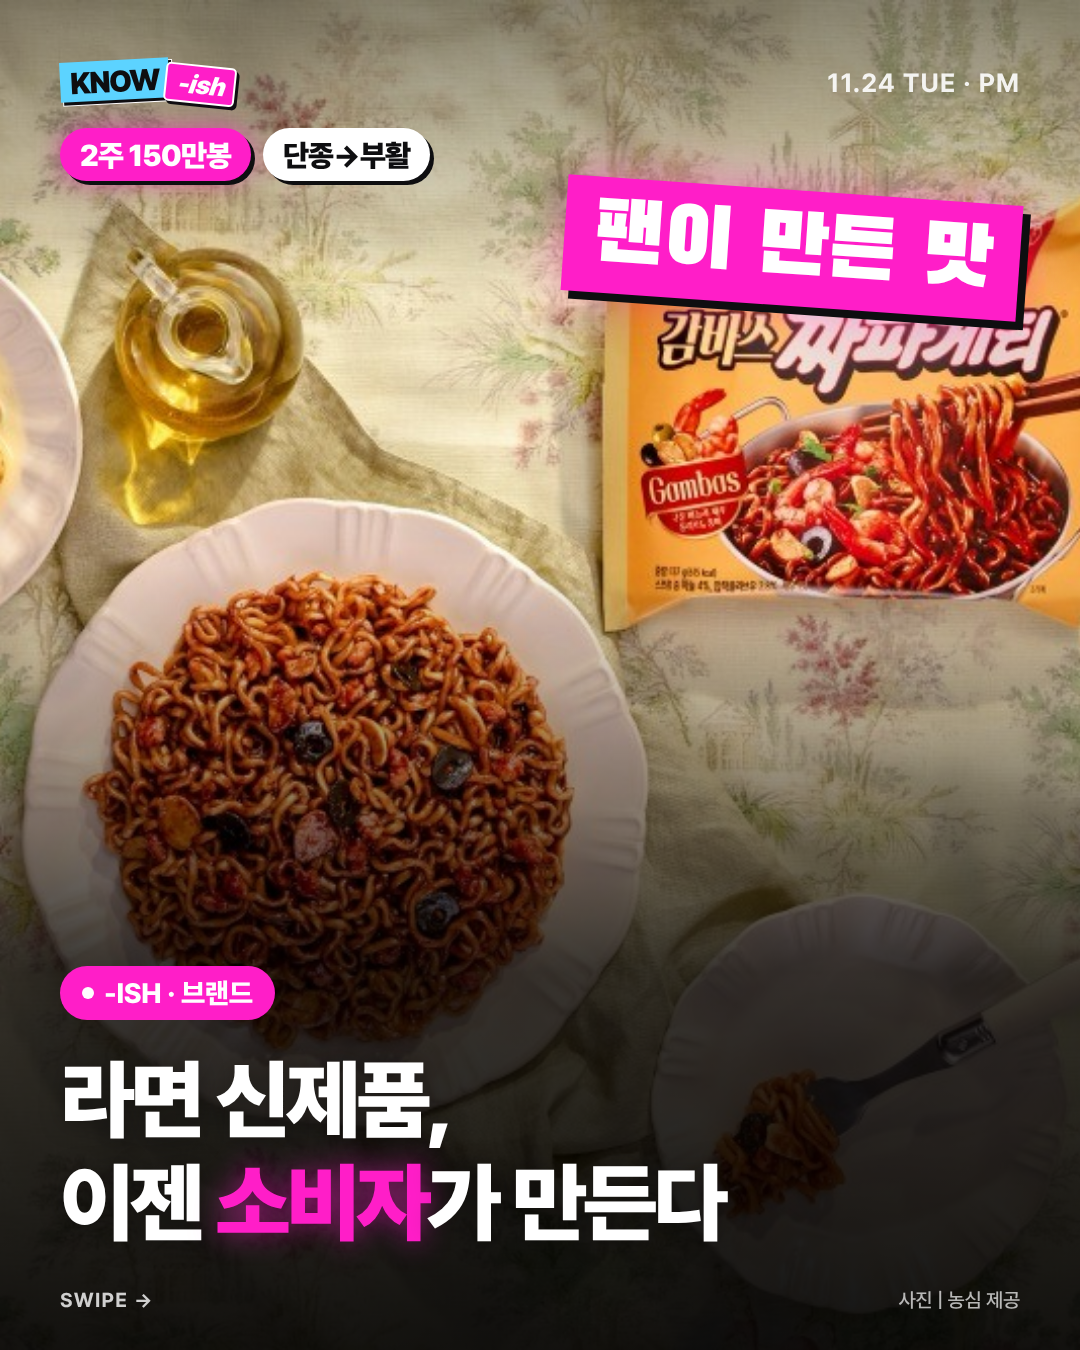 KNOW -ish
11.24 TUE · PM
2주 150만봉
단종→부활
팬이 만든 맛
감바스 짜파게티
Gambas
• -ISH · 브랜드
라면 신제품,
이젠 소비자가 만든다
SWIPE →
사진 | 농심 제공